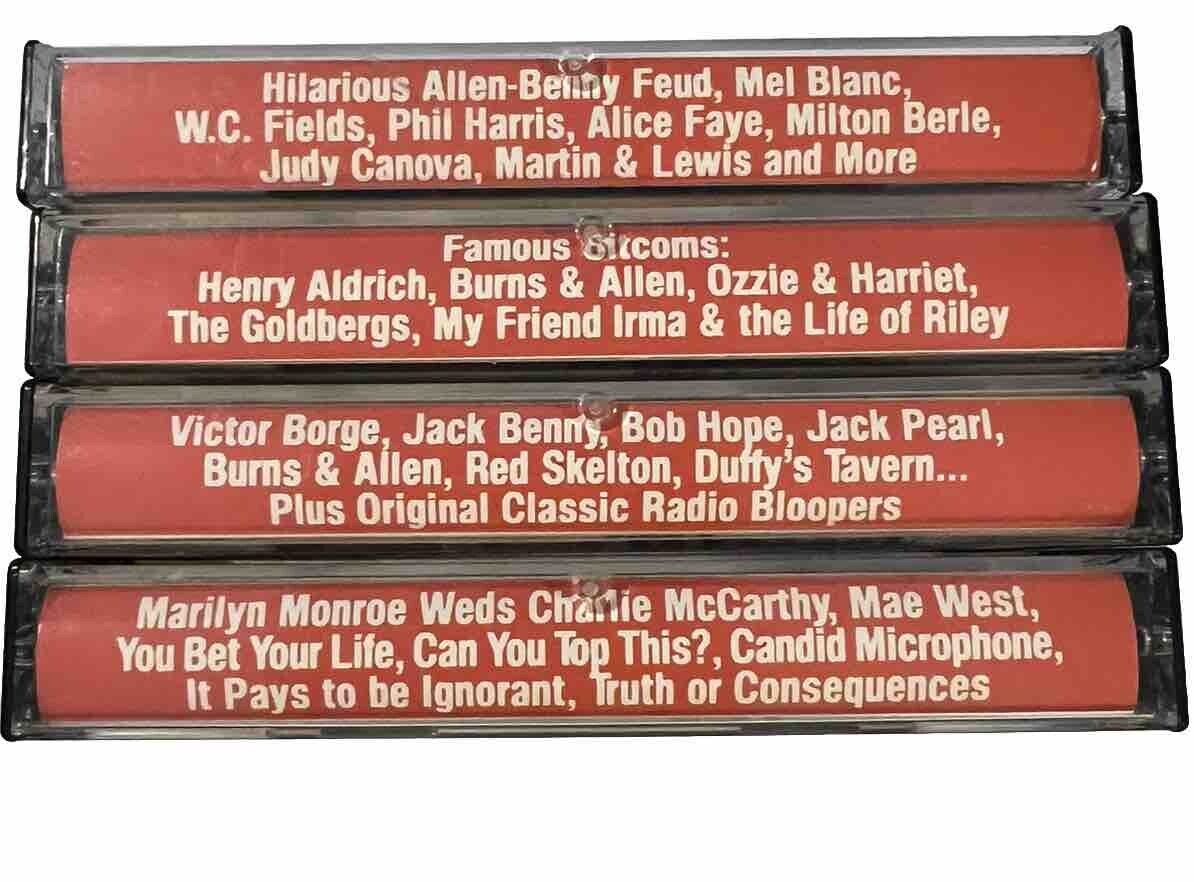 Hilarious Allen-Benny Feud, Mel Blanc,
W.C. Fields, Phil Harris, Alice Faye, Milton Berle,
Judy Canova, Martin & Lewis and More
Famous Sitcoms:
Henry Aldrich, Burns & Allen, Ozzie & Harriet,
The Goldbergs, My Friend Irma & the Life of Riley
Victor Borge, Jack Benny, Bob Hope, Jack Pearl,
Burns & Allen, Red Skelton, Duffy's Tavern...
Plus Original Classic Radio Bloopers
Marilyn Monroe Weds Charlie McCarthy, Mae West,
You Bet Your Life, Can You Top This?, Candid Microphone,
It Pays to be Ignorant, Truth or Consequences